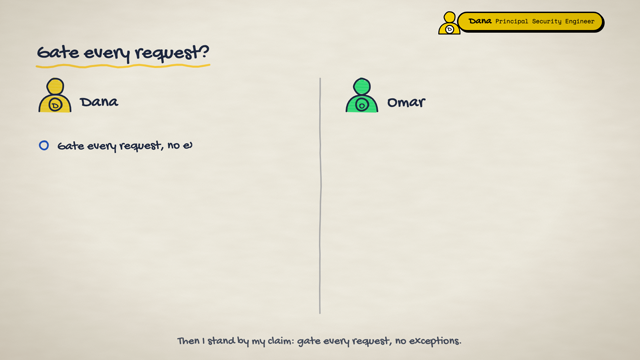 Dana Principal Security Engineer
Gate every request?
Dana
Omar
Gate every request, no e
Then I stand by my claim: gate every request, no exceptions.